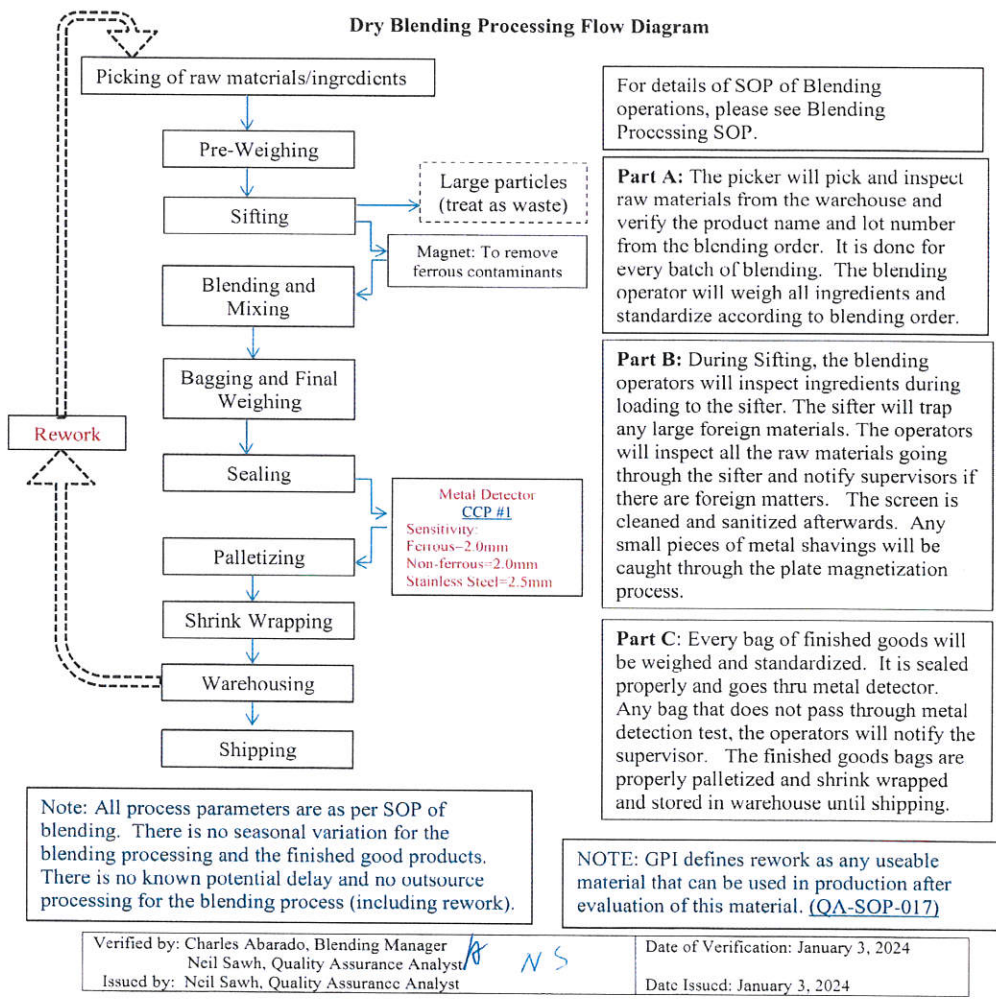 Dry Blending Processing Flow Diagram
Picking of raw materials/ingredients
Pre-Weighing
Sifting
Large particles
(treat as waste)
Magnet: To remove
ferrous contaminants
Blending and
Mixing
Bagging and Final
Weighing
Rework
Sealing
Metal Detector
CCP #1
Sensitivity:
Ferrous=2.0mm
Non-ferrous=2.0mm
Stainless Steel=2.5mm
Palletizing
Shrink Wrapping
Warehousing
Shipping
For details of SOP of Blending
operations, please see Blending
Processing SOP.
Part A: The picker will pick and inspect
raw materials from the warehouse and
verify the product name and lot number
from the blending order. It is done for
every batch of blending. The blending
operator will weigh all ingredients and
standardize according to blending order.
Part B: During Sifting, the blending
operators will inspect ingredients during
loading to the sifter. The sifter will trap
any large foreign materials. The operators
will inspect all the raw materials going
through the sifter and notify supervisors if
there are foreign matters. The screen is
cleaned and sanitized afterwards. Any
small pieces of metal shavings will be
caught through the plate magnetization
process.
Part C: Every bag of finished goods will
be weighed and standardized. It is sealed
properly and goes thru metal detector.
Any bag that does not pass through metal
detection test, the operators will notify the
supervisor. The finished goods bags are
properly palletized and shrink wrapped
and stored in warehouse until shipping.
Note: All process parameters are as per SOP of
blending. There is no seasonal variation for the
blending processing and the finished good products.
There is no known potential delay and no outsource
processing for the blending process (including rework).
NOTE: GPI defines rework as any useable
material that can be used in production after
evaluation of this material. (QA-SOP-017)
Verified by: Charles Abarado, Blending Manager
Neil Sawh, Quality Assurance Analyst
NS
Issued by: Neil Sawh, Quality Assurance Analyst
Date of Verification: January 3, 2024
Date Issued: January 3, 2024